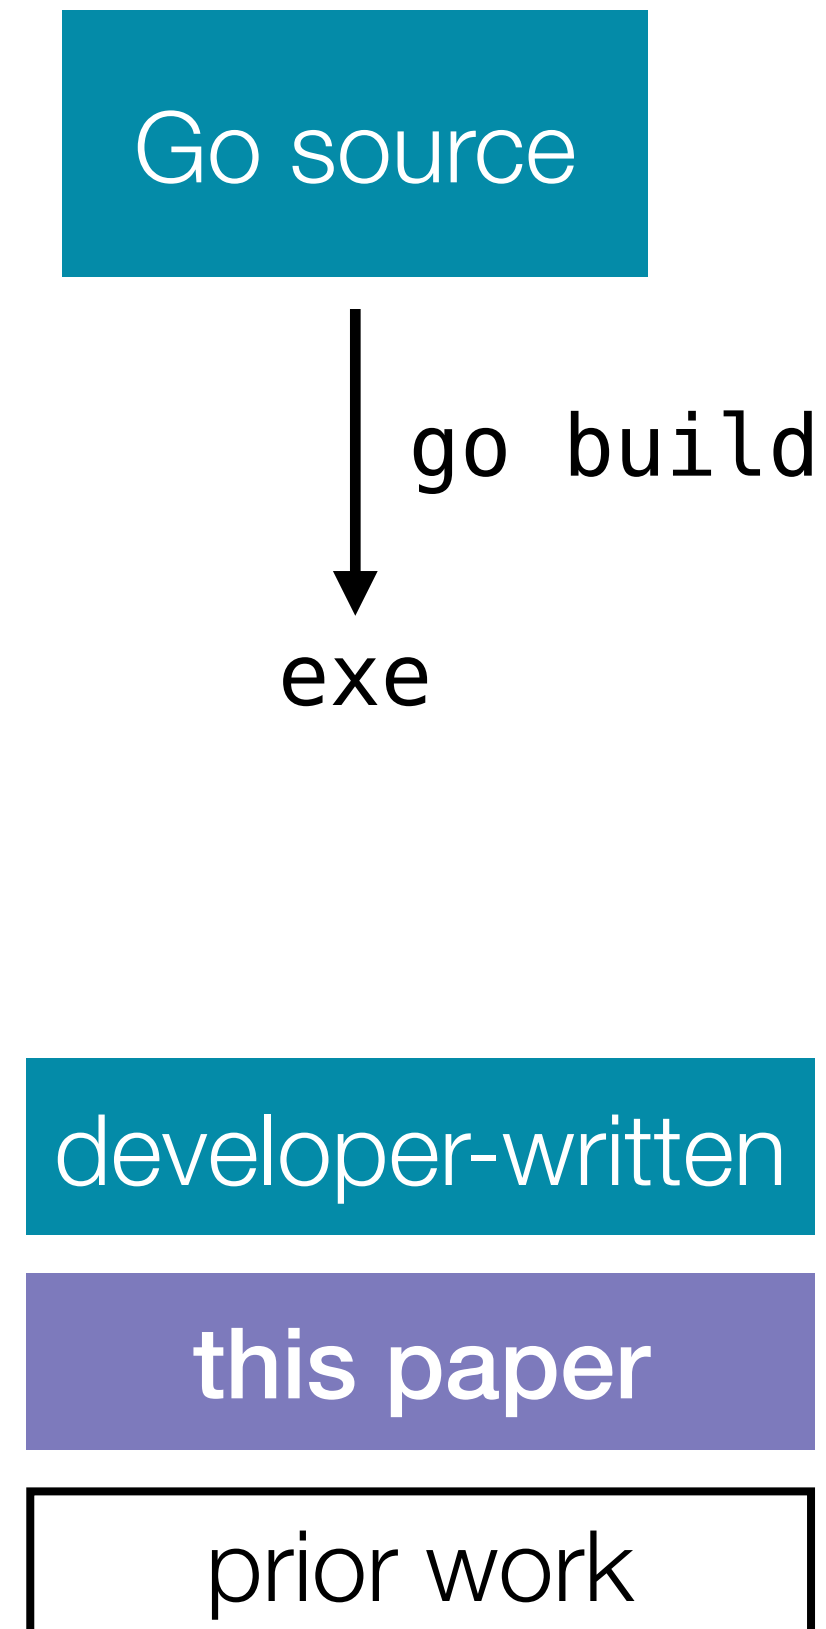 Go source
go build
exe
developer-written
this paper
prior work